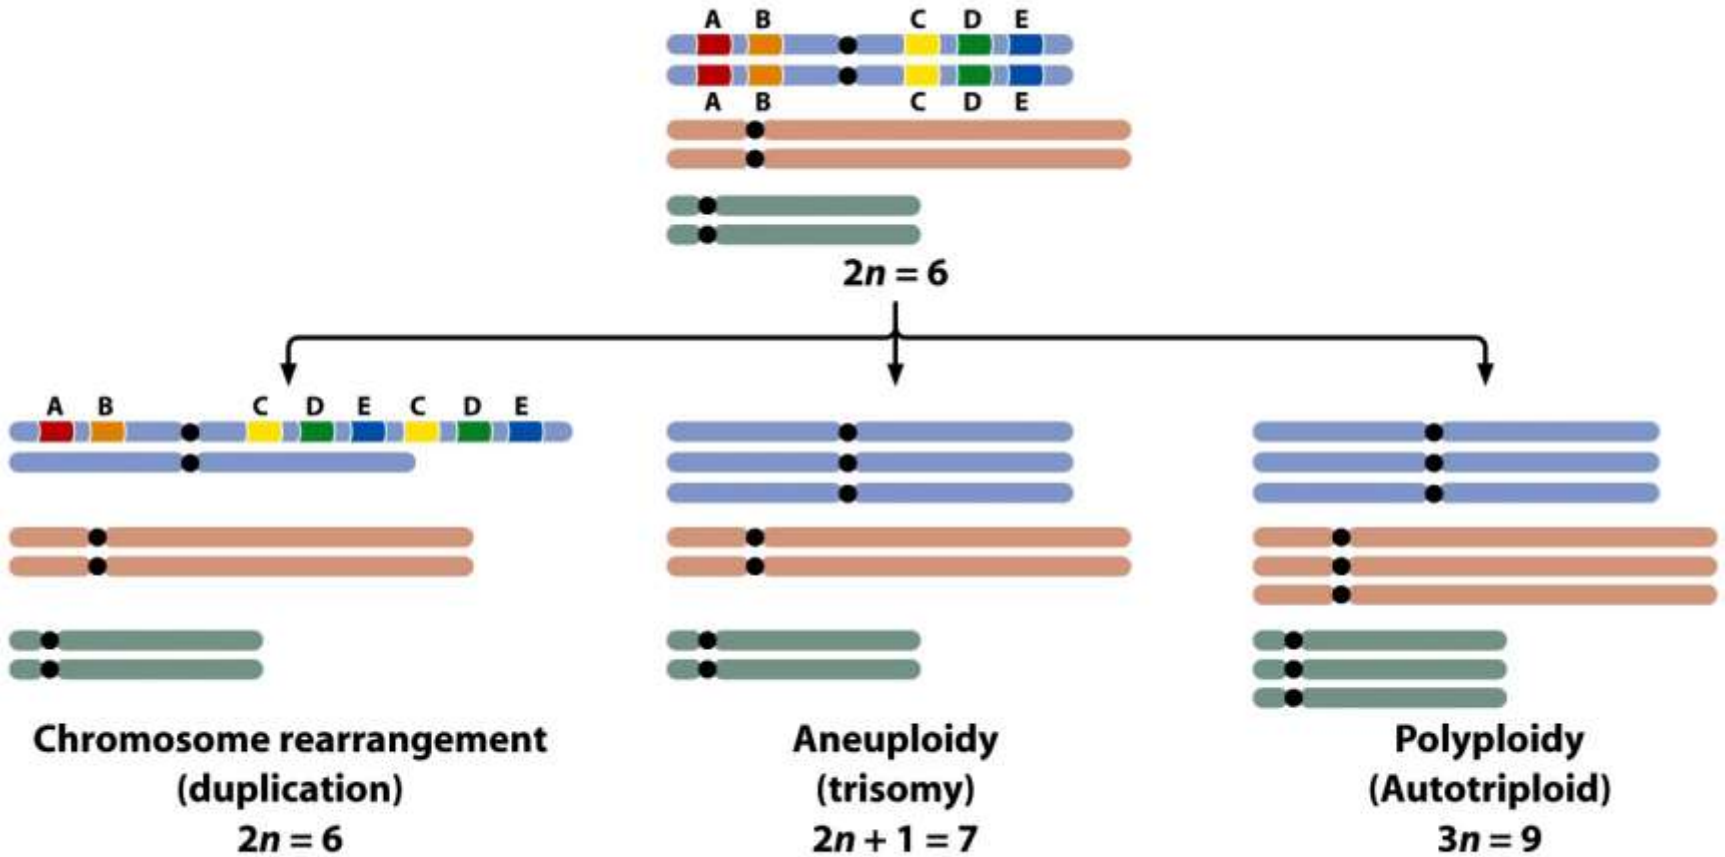 A B C D E
A B C D E
2n = 6
A B C D E C D E
Chromosome rearrangement
(duplication)
2n = 6
Aneuploidy
(trisomy)
2n + 1 = 7
Polyploidy
(Autotriploid)
3n = 9